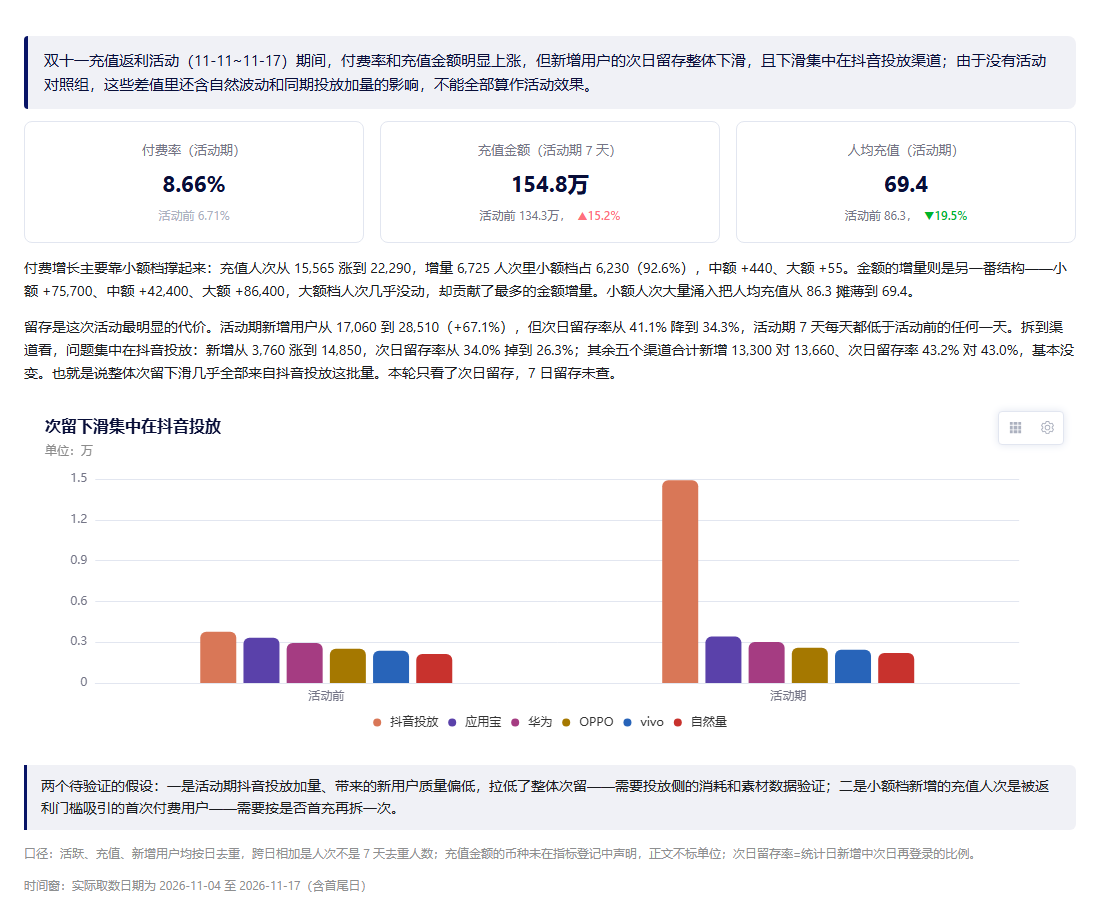 双十一充值返利活动（11-11~11-17）期间，付费率和充值金额明显上涨，但新增用户的次日留存整体下滑，且下滑集中在抖音投放渠道；由于没有活动
对照组，这些差值里还含自然波动和同期投放加量的影响，不能全部算作活动效果。
付费率（活动期）
8.66%
活动前 6.71%
充值金额（活动期 7 天）
154.8万
活动前 134.3万， ▲15.2%
人均充值（活动期）
69.4
活动前 86.3， ▼19.5%
付费增长主要靠小额档撑起来：充值人次从 15,565 涨到 22,290，增量 6,725 人次里小额档占 6,230（92.6%），中额 +440、大额 +55。金额的增量则是另一番结构——小
额 +75,700、中额 +42,400、大额 +86,400，大额档人次几乎没动，却贡献了最多的金额增量。小额人次大量涌入把人均充值从 86.3 摊薄到 69.4。
留存是这次活动最明显的代价。活动期新增用户从 17,060 到 28,510（+67.1%），但次日留存率从 41.1% 降到 34.3%，活动期 7 天每天都低于活动前的任何一天。拆到渠
道看，问题集中在抖音投放：新增从 3,760 涨到 14,850，次日留存率从 34.0% 掉到 26.3%；其余五个渠道合计新增 13,300 对 13,660、次日留存率 43.2% 对 43.0%，基本没
变。也就是说整体次留下滑几乎全部来自抖音投放这批量。本轮只看了次日留存，7 日留存未查。
次留下滑集中在抖音投放
单位：万
1.5
1.2
0.9
0.6
0.3
0
活动前
活动期
抖音投放 应用宝 华为 OPPO vivo 自然量
两个待验证的假设：一是活动期抖音投放加量、带来的新用户质量偏低，拉低了整体次留——需要投放侧的消耗和素材数据验证；二是小额档新增的充值人次是被返
利门槛吸引的首次付费用户——需要按是否首充再拆一次。
口径：活跃、充值、新增用户均按日去重，跨日相加是人次不是 7 天去重人数；充值金额的币种未在指标登记中声明，正文不标单位；次日留存率=统计日新增中次日再登录的比例。
时间窗：实际取数日期为 2026-11-04 至 2026-11-17（含首尾日）